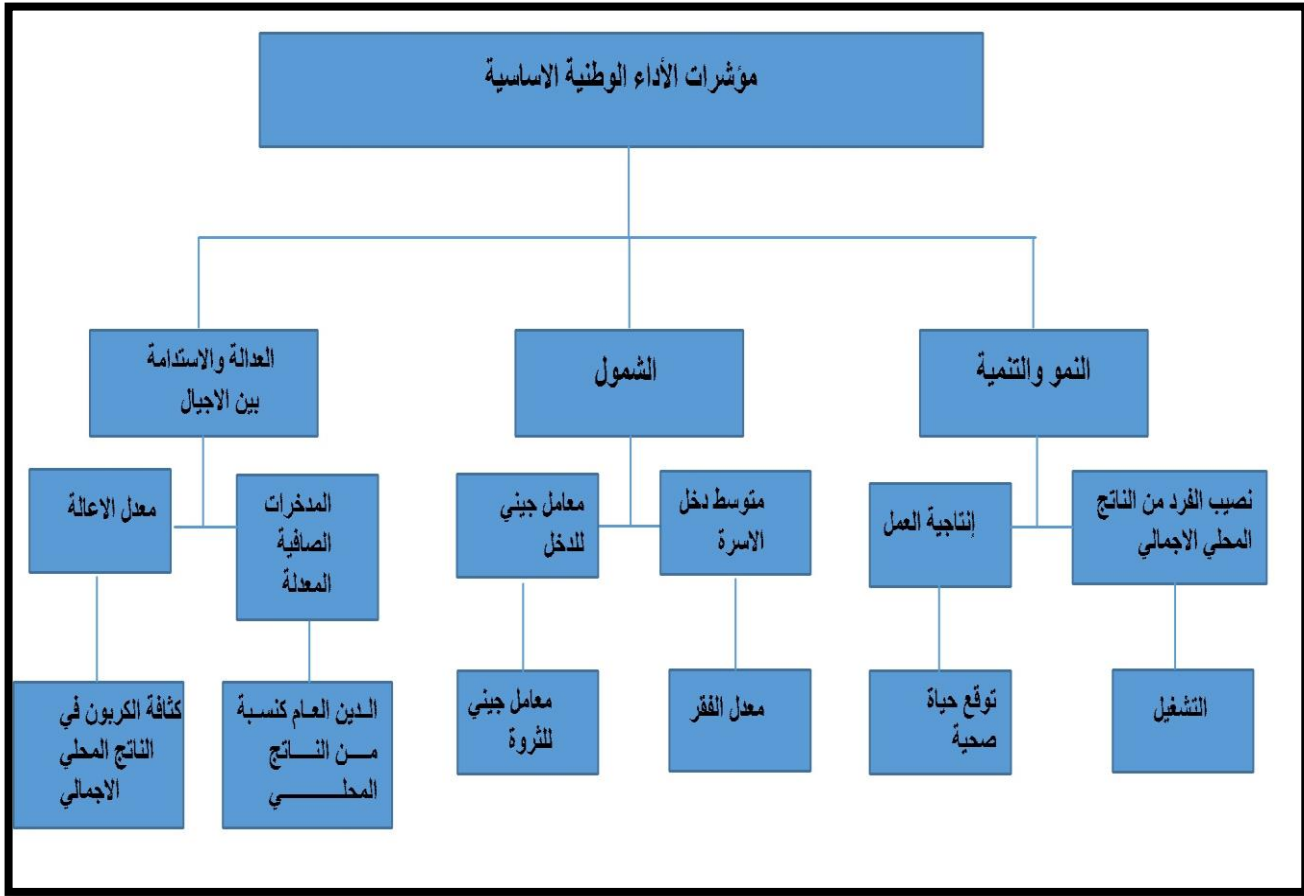 مؤشرات الأداء الوطنية الاساسية
النمو والتنمية
الشمول
العدالة والاستدامة
بين الاجيال
نصيب الفرد من الناتج
المحلي الاجمالي
إنتاجية العمل
متوسط دخل
الاسرة
معامل جيني
للدخل
المدخرات
الصافية
المعدلة
معدل الاعالة
التشغيل
توقع حياة
صحية
معدل الفقر
معامل جيني
للثروة
الدين العام كنسبة
من الناتج
المحلي
كثافة الكربون في
الناتج المحلي
الاجمالي